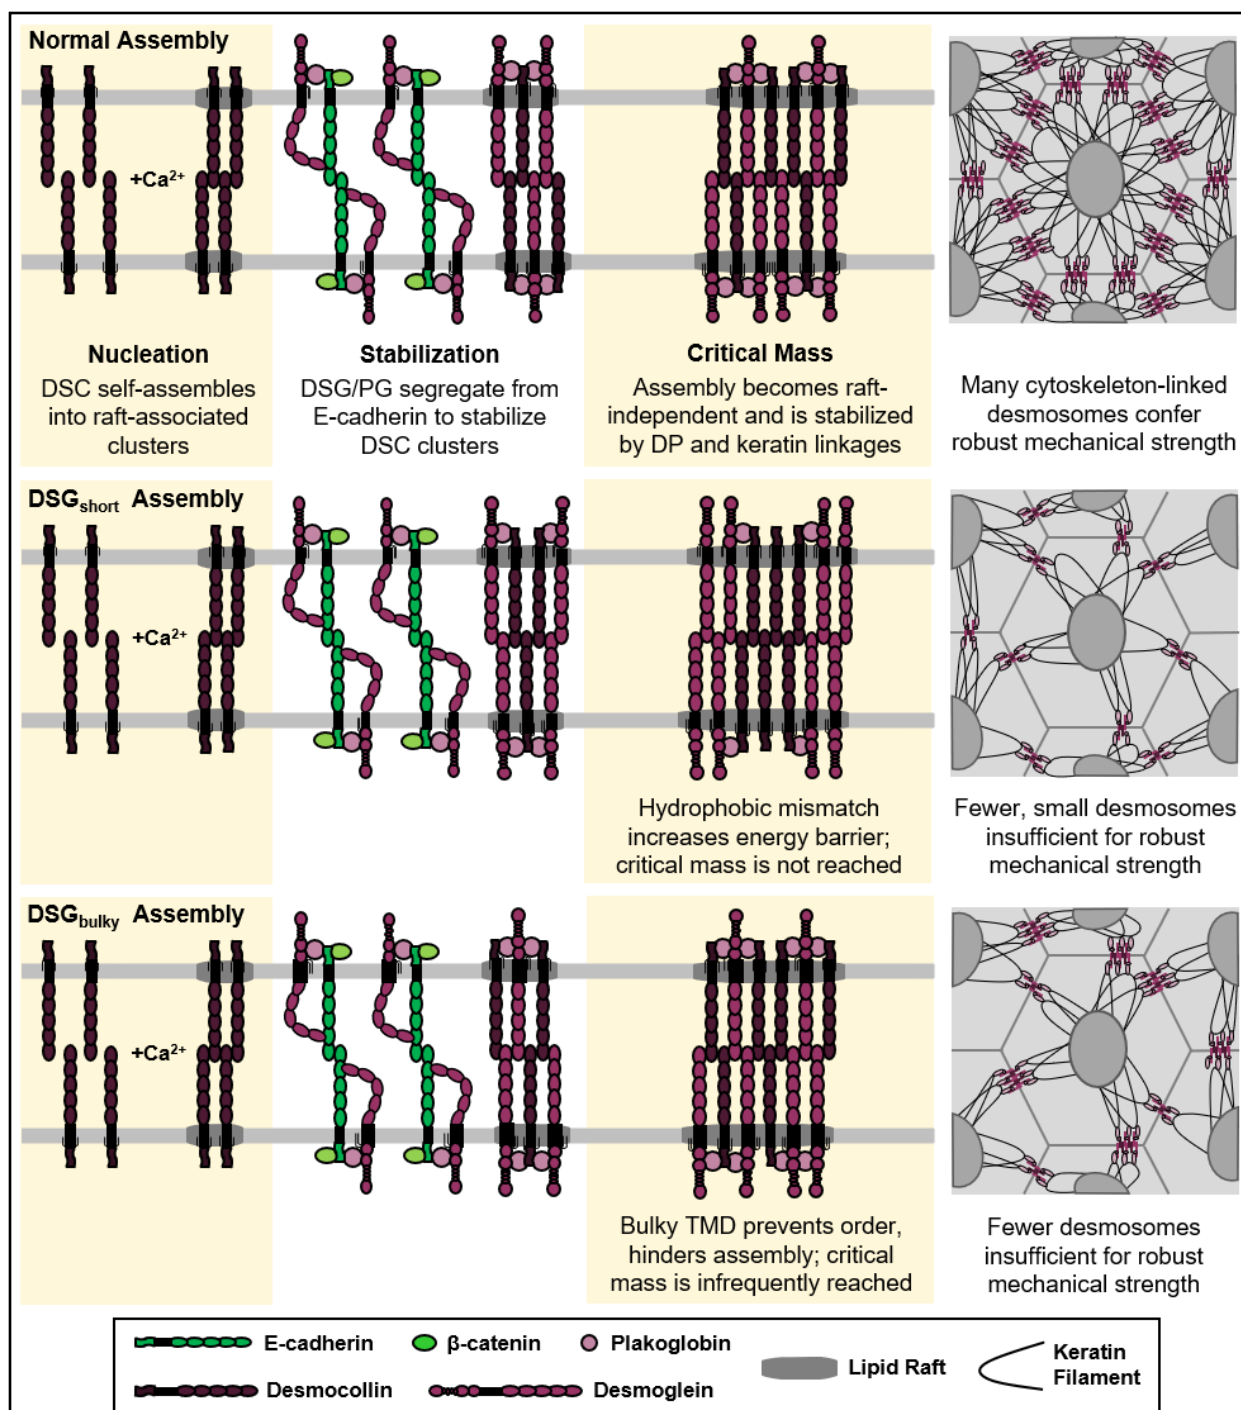 Normal Assembly
+Ca²⁺
Nucleation
DSC self-assembles
into raft-associated
clusters
Stabilization
DSG/PG segregate from
E-cadherin to stabilize
DSC clusters
Critical Mass
Assembly becomes raft-
independent and is stabilized
by DP and keratin linkages
Many cytoskeleton-linked
desmosomes confer
robust mechanical strength
DSGshort Assembly
+Ca²⁺
Hydrophobic mismatch
increases energy barrier;
critical mass is not reached
Fewer, small desmosomes
insufficient for robust
mechanical strength
DSGbulky Assembly
+Ca²⁺
Bulky TMD prevents order,
hinders assembly; critical
mass is infrequently reached
Fewer desmosomes
insufficient for robust
mechanical strength
E-cadherin
β-catenin
Plakoglobin
Lipid Raft
Keratin
Filament
Desmocollin
Desmoglein